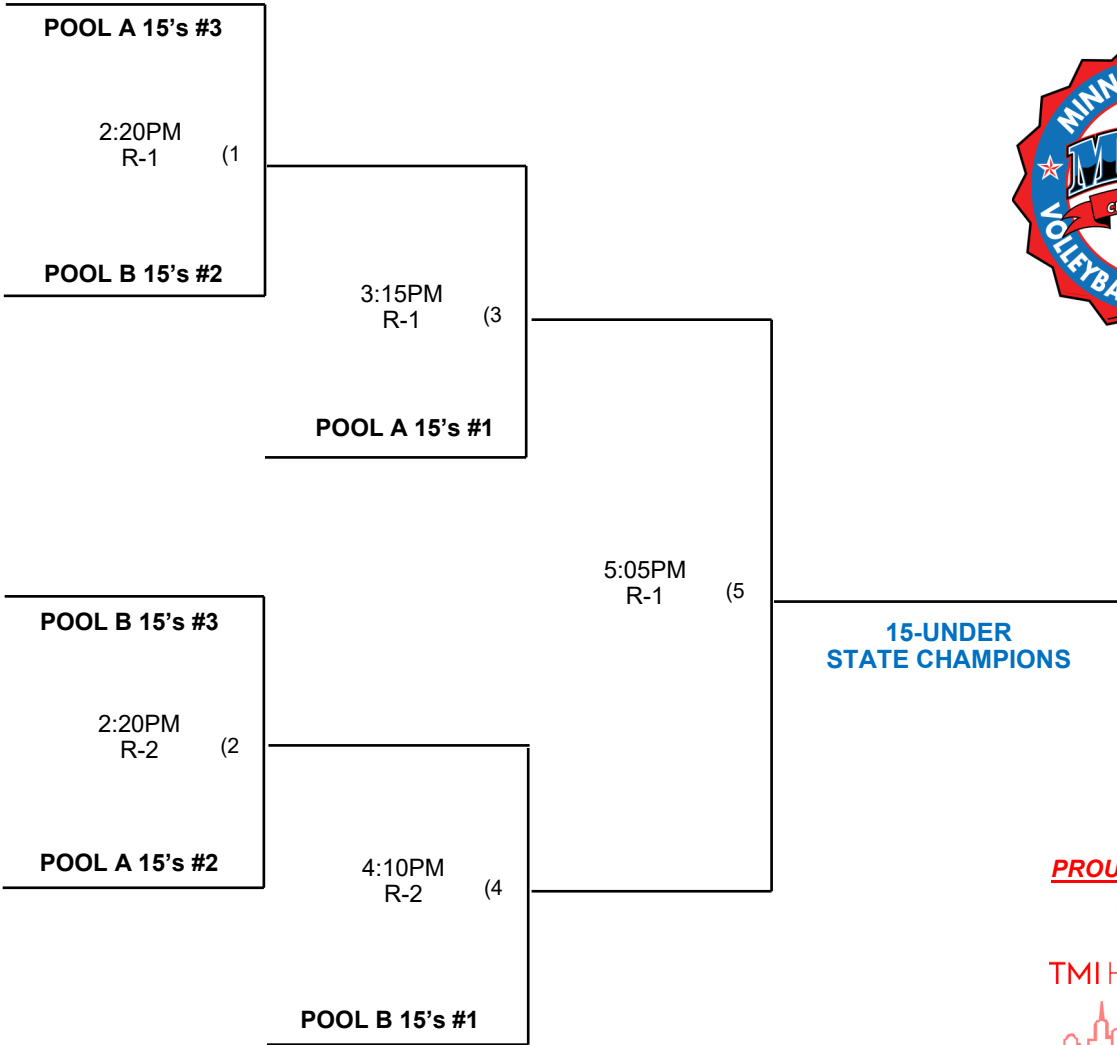 POOL A 15's #3
2:20PM
R-1 (1
POOL B 15's #2
3:15PM
R-1 (3
POOL A 15's #1
5:05PM
R-1 (5
15-UNDER
STATE CHAMPIONS
POOL B 15's #3
2:20PM
R-2 (2
POOL A 15's #2
4:10PM
R-2 (4
POOL B 15's #1
TMI